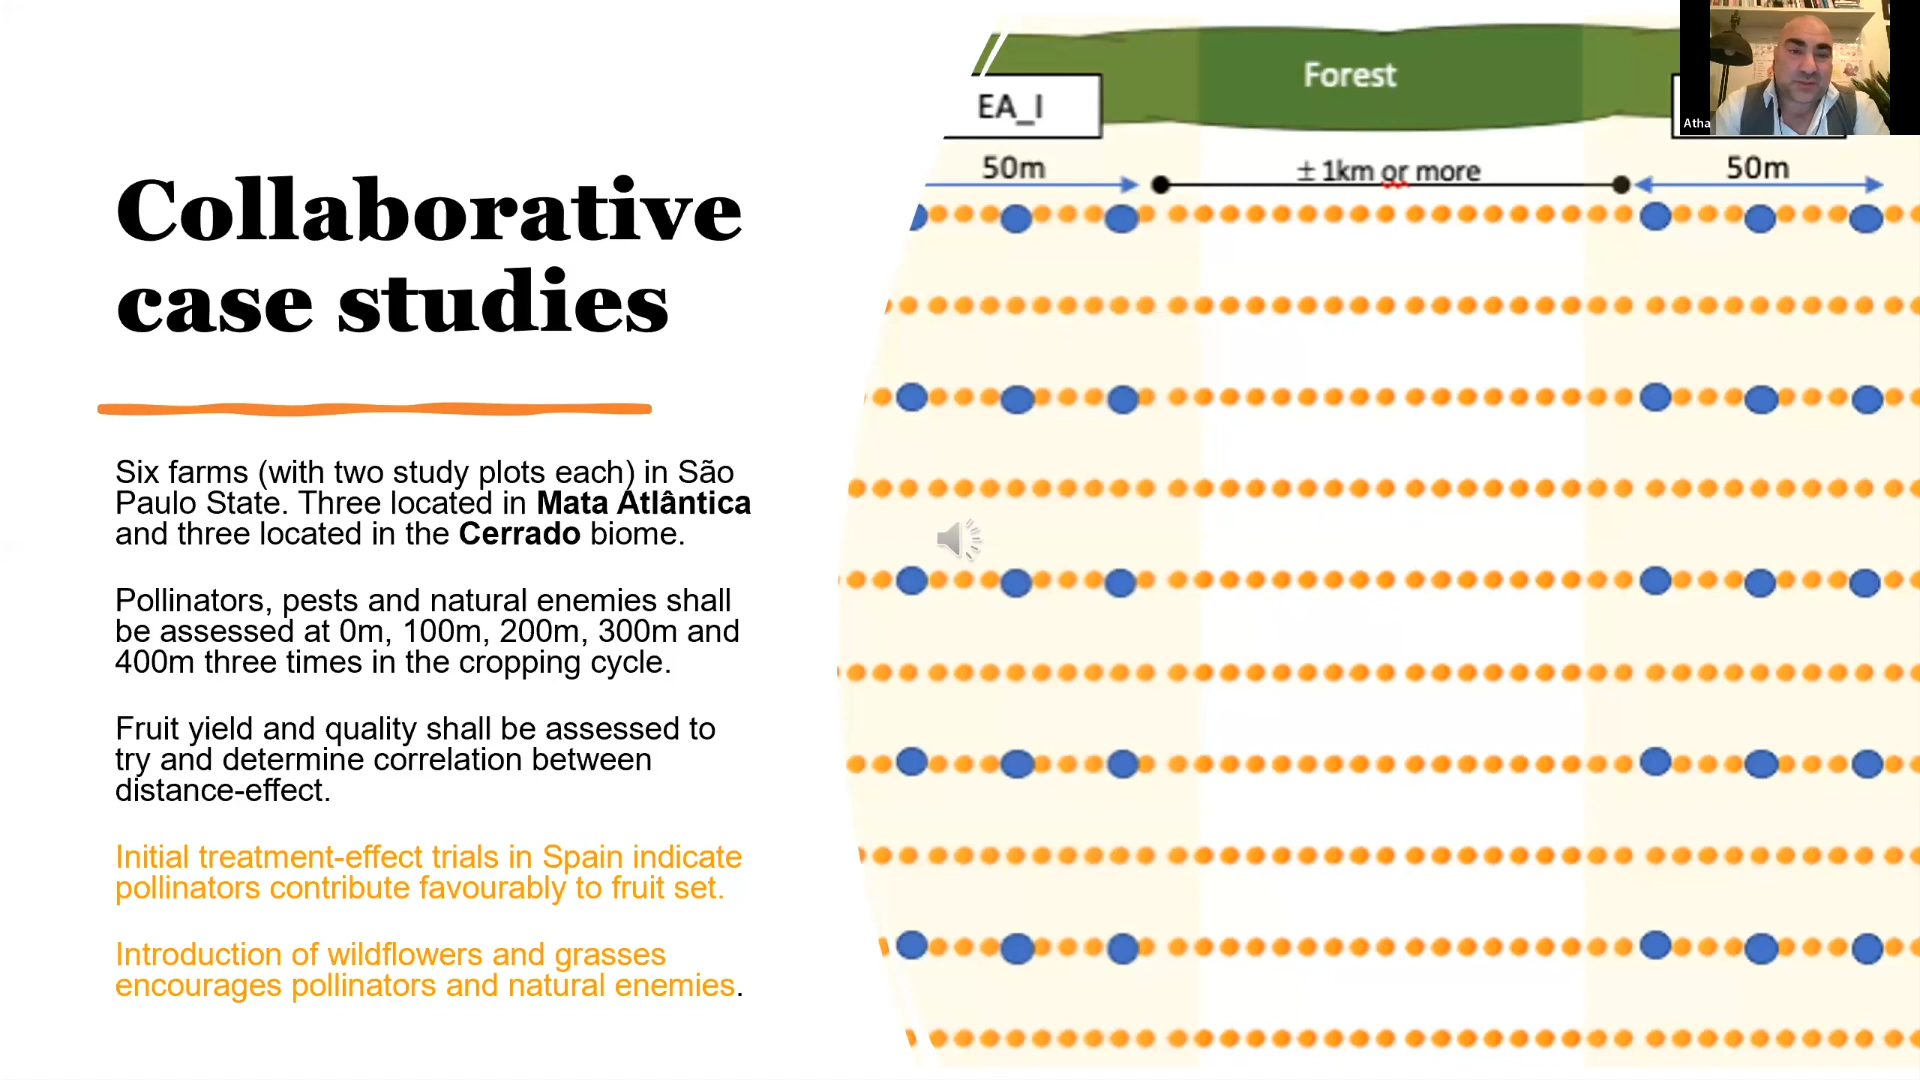 Collaborative
case studies
Six farms (with two study plots each) in São
Paulo State. Three located in Mata Atlântica
and three located in the Cerrado biome.
Pollinators, pests and natural enemies shall
be assessed at 0m, 100m, 200m, 300m and
400m three times in the cropping cycle.
Fruit yield and quality shall be assessed to
try and determine correlation between
distance-effect.
Initial treatment-effect trials in Spain indicate
pollinators contribute favourably to fruit set.
Introduction of wildflowers and grasses
encourages pollinators and natural enemies.
Forest
EA_I
50m
± 1km or more
50m
Atha